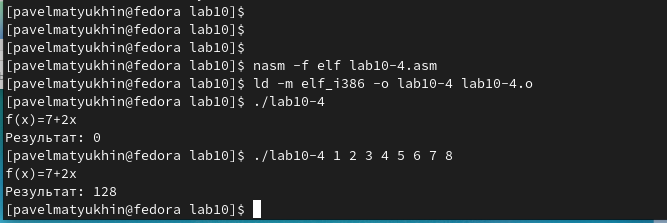 [pavelmatyukhin@fedora lab10]$
[pavelmatyukhin@fedora lab10]$
[pavelmatyukhin@fedora lab10]$
[pavelmatyukhin@fedora lab10]$ nasm -f elf lab10-4.asm
[pavelmatyukhin@fedora lab10]$ ld -m elf_i386 -o lab10-4 lab10-4.o
[pavelmatyukhin@fedora lab10]$ ./lab10-4
f(x)=7+2x
Результат: 0
[pavelmatyukhin@fedora lab10]$ ./lab10-4 1 2 3 4 5 6 7 8
f(x)=7+2x
Результат: 128
[pavelmatyukhin@fedora lab10]$